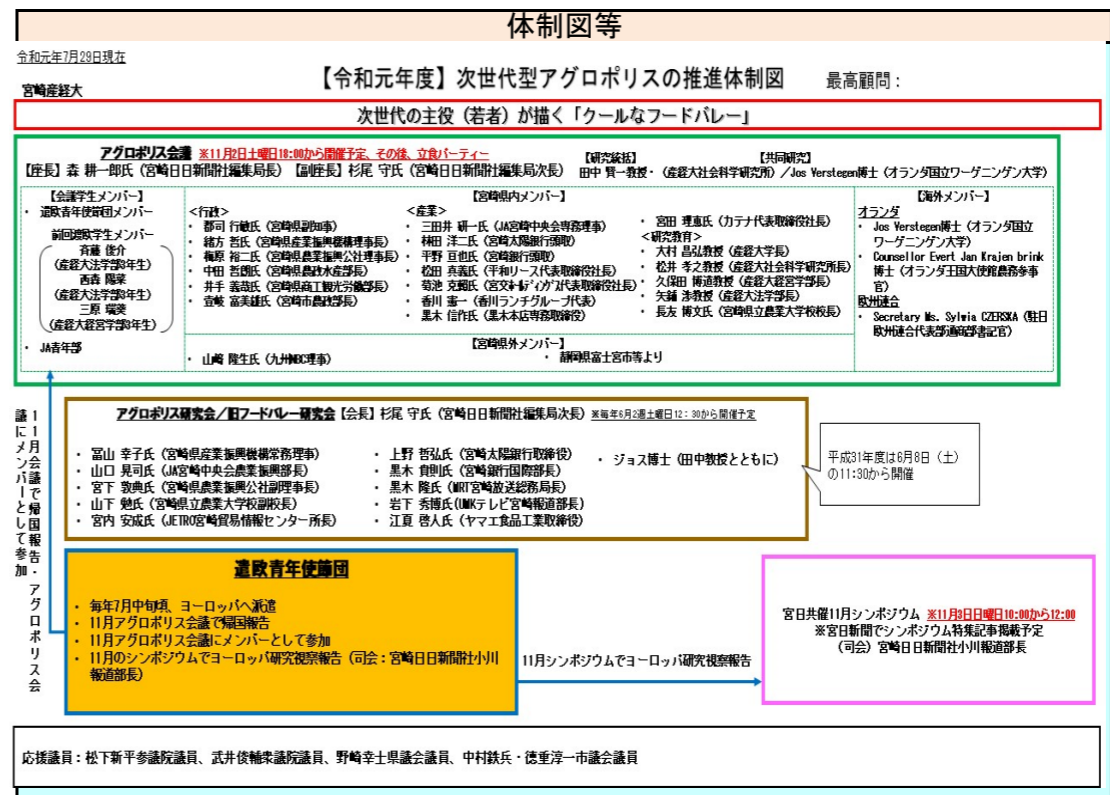 体制図等
令和元年7月29日現在
【令和元年度】次世代型アグロポリスの推進体制図
最高顧問：
宮崎産経大
次世代の主役（若者）が描く「クールなフードバレー」
アグロポリス会議 ※11月2日土曜日18:00から開催予定、その後、立食パーティー
【座長】森 耕一郎氏（宮崎日日新聞社編集局長）【副座長】杉尾 守氏（宮崎日日新聞社編集局次長）
【研究統括】 【共同研究】
田中 賢一教授・（産経大社会科学研究所）／Jos Verstegen博士（オランダ国立ワーゲニンゲン大学）
【会議学生メンバー】
・ 遣欧青年使節団メンバー
前回渡欧学生メンバー
斉藤 俊介
（産経大法学部3年生）
西森 陽菜
（産経大法学部3年生）
三原 瑞葵
（産経大経営学部3年生）
・ JA青年部
【宮崎県内メンバー】
<行政>
・ 郡司 行敏氏（宮崎県副知事）
・ 緒方 哲氏（宮崎県産業振興機構理事長）
・ 梅原 裕二氏（宮崎県農業振興公社理事長）
・ 中田 哲朗氏（宮崎県農政水産部長）
・ 井手 義哉氏（宮崎県商工観光労働部長）
・ 壹岐 富美雄氏（宮崎市農政部長）
<産業>
・ 三田井 研一氏（JA宮崎中央会専務理事）
・ 林田 洋二氏（宮崎太陽銀行頭取）
・ 平野 亘也氏（宮崎銀行頭取）
・ 松田 真義氏（平和リース代表取締役社長）
・ 菊池 克賴氏（宮交ホールディングス代表取締役社長）
・ 香川 憲一（香川ランチグループ代表）
・ 黒木 信作氏（黒木本店専務取締役）
・ 宮田 理恵氏（カテナ代表取締役社長）
<研究教育>
・ 大村 昌弘教授（産経大学長）
・ 松井 孝之教授（産経大社会科学研究所長）
・ 久保田 博道教授（産経大経営学部長）
・ 矢鋪 渉教授（産経大法学部長）
・ 長友 博文氏（宮崎県立農業大学校校長）
【宮崎県外メンバー】
・ 山﨑 隆生氏（九州NBC理事）
・ 静岡県富士宮市等より
【海外メンバー】
オランダ
・ Jos Verstegen博士（オランダ国立
ワーゲニンゲン大学）
・ Counsellor Evert Jan Krajen brink
博士（オランダ王国大使館農務参事
官）
欧州連合
・ Secretary Ms. Sylwia CZERSKA（駐日
欧州連合代表部通商部書記官）
11月会議で帰国報告・アグロポリス会
議にメンバーとして参加
アグロポリス研究会／旧フードバレー研究会【会長】杉尾 守氏（宮崎日日新聞社編集局次長）※毎年6月2週土曜日12：30から開催予定
・ 冨山 幸子氏（宮崎県産業振興機構常務理事）
・ 山口 晃司氏（JA宮崎中央会農業振興部長）
・ 宮下 敦典氏（宮崎県農業振興公社副理事長）
・ 山下 勉氏（宮崎県立農業大学校副校長）
・ 宮内 安成氏（JETRO宮崎貿易情報センター所長）
・ 上野 哲弘氏（宮崎太陽銀行取締役）
・ 黒木 貴則氏（宮崎銀行国際部長）
・ 黒木 隆氏（MRT宮崎放送総務局長）
・ 岩下 秀博氏(UMKテレビ宮崎報道部長）
・ 江夏 啓人氏（ヤマエ食品工業取締役）
・ ジョス博士（田中教授とともに）
平成31年度は6月8日（土）
の11:30から開催
遣欧青年使節団
・ 毎年7月中旬頃、ヨーロッパへ派遣
・ 11月アグロポリス会議で帰国報告
・ 11月アグロポリス会議にメンバーとして参加
・ 11月のシンポジウムでヨーロッパ研究視察報告（司会：宮崎日日新聞社小川
報道部長）
11月シンポジウムでヨーロッパ研究視察報告
宮日共催11月シンポジウム ※11月3日日曜日10:00から12:00
※宮日新聞でシンポジウム特集記事掲載予定
（司会）宮崎日日新聞社小川報道部長
応援議員：松下新平参議院議員、武井俊輔衆議院議員、野﨑幸士県議会議員、中村鉄兵・徳重淳一市議会議員